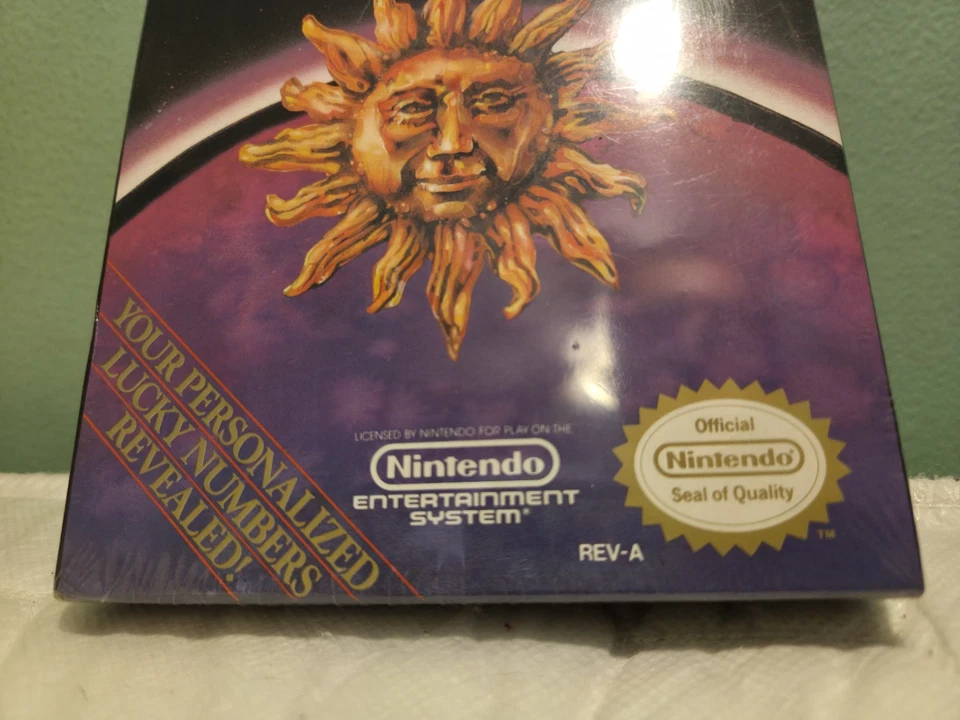 YOUR PERSONALIZED
LUCKY NUMBERS
REVEALED!
LICENSED BY NINTENDO FOR PLAY ON THE
Nintendo
ENTERTAINMENT
SYSTEM®
REV-A
Official
Nintendo®
Seal of Quality
TM